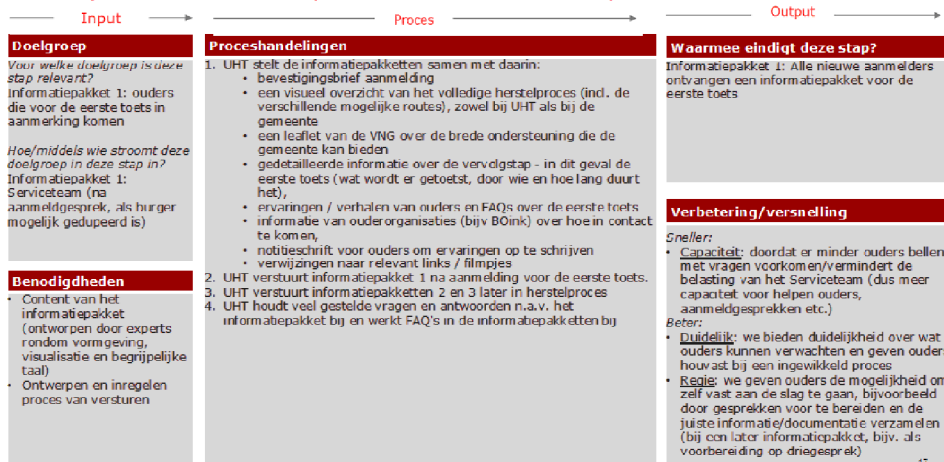 Input
Proces
Output
Doelgroep
Voor welke doelgroep is deze
stap relevant?
Informatiepakket 1: ouders
die voor de eerste toets in
aanmerking komen
Hoe/middels wie stroomt deze
doelgroep in deze stap in?
Informatiepakket 1:
Serviceteam (na
aanmeldgesprek, als burger
mogelijk gedupeerd is)
Benodigdheden
• Content van het
informatiepakket
(ontworpen door experts
rondom vormgeving,
visualisatie en begrijpelijke
taal)
• Ontwerpen en inregelen
proces van versturen
Proceshandelingen
1. UHT stelt de informatiepakketten samen met daarin:
• bevestigingsbrief aanmelding
• een visueel overzicht van het volledige herstelproces (incl. de
verschillende mogelijke routes), zowel bij UHT als bij de
gemeente
• een leaflet van de VNG over de brede ondersteuning die de
gemeente kan bieden
• gedetailleerde informatie over de vervolgstap - in dit geval de
eerste toets (wat wordt er getoetst, door wie en hoe lang duurt
het),
• ervaringen / verhalen van ouders en FAQs over de eerste toets
• informatie van ouderorganisaties (bijv BOink) over hoe in contact
te komen,
• notitieschrift voor ouders om ervaringen op te schrijven
• verwijzingen naar relevant links / filmpjes
2. UHT verstuurt informatiepakket 1 na aanmelding voor de eerste toets.
3. UHT verstuurt informatiepakketten 2 en 3 later in herstelproces
4. UHT houdt veel gestelde vragen en antwoorden n.a.v. het
informatiepakket bij en werkt FAQ's in de informatiepakketten bij
Waarmee eindigt deze stap?
Informatiepakket 1: Alle nieuwe aanmelders
ontvangen een informatiepakket voor de
eerste toets
Verbetering/versnelling
Sneller:
• Capaciteit: doordat er minder ouders bellen
met vragen voorkomen/vermindert de
belasting van het Serviceteam (dus meer
capaciteit voor helpen ouders,
aanmeldgesprekken etc.)
Beter:
• Duidelijk: we bieden duidelijkheid over wat
ouders kunnen verwachten en geven ouders
houvast bij een ingewikkeld proces
• Regie: we geven ouders de mogelijkheid om
zelf vast aan de slag te gaan, bijvoorbeeld
door gesprekken voor te bereiden en de
juiste informatie/documentatie verzamelen
(bij een later informatiepakket, bijv. als
voorbereiding op driegesprek)